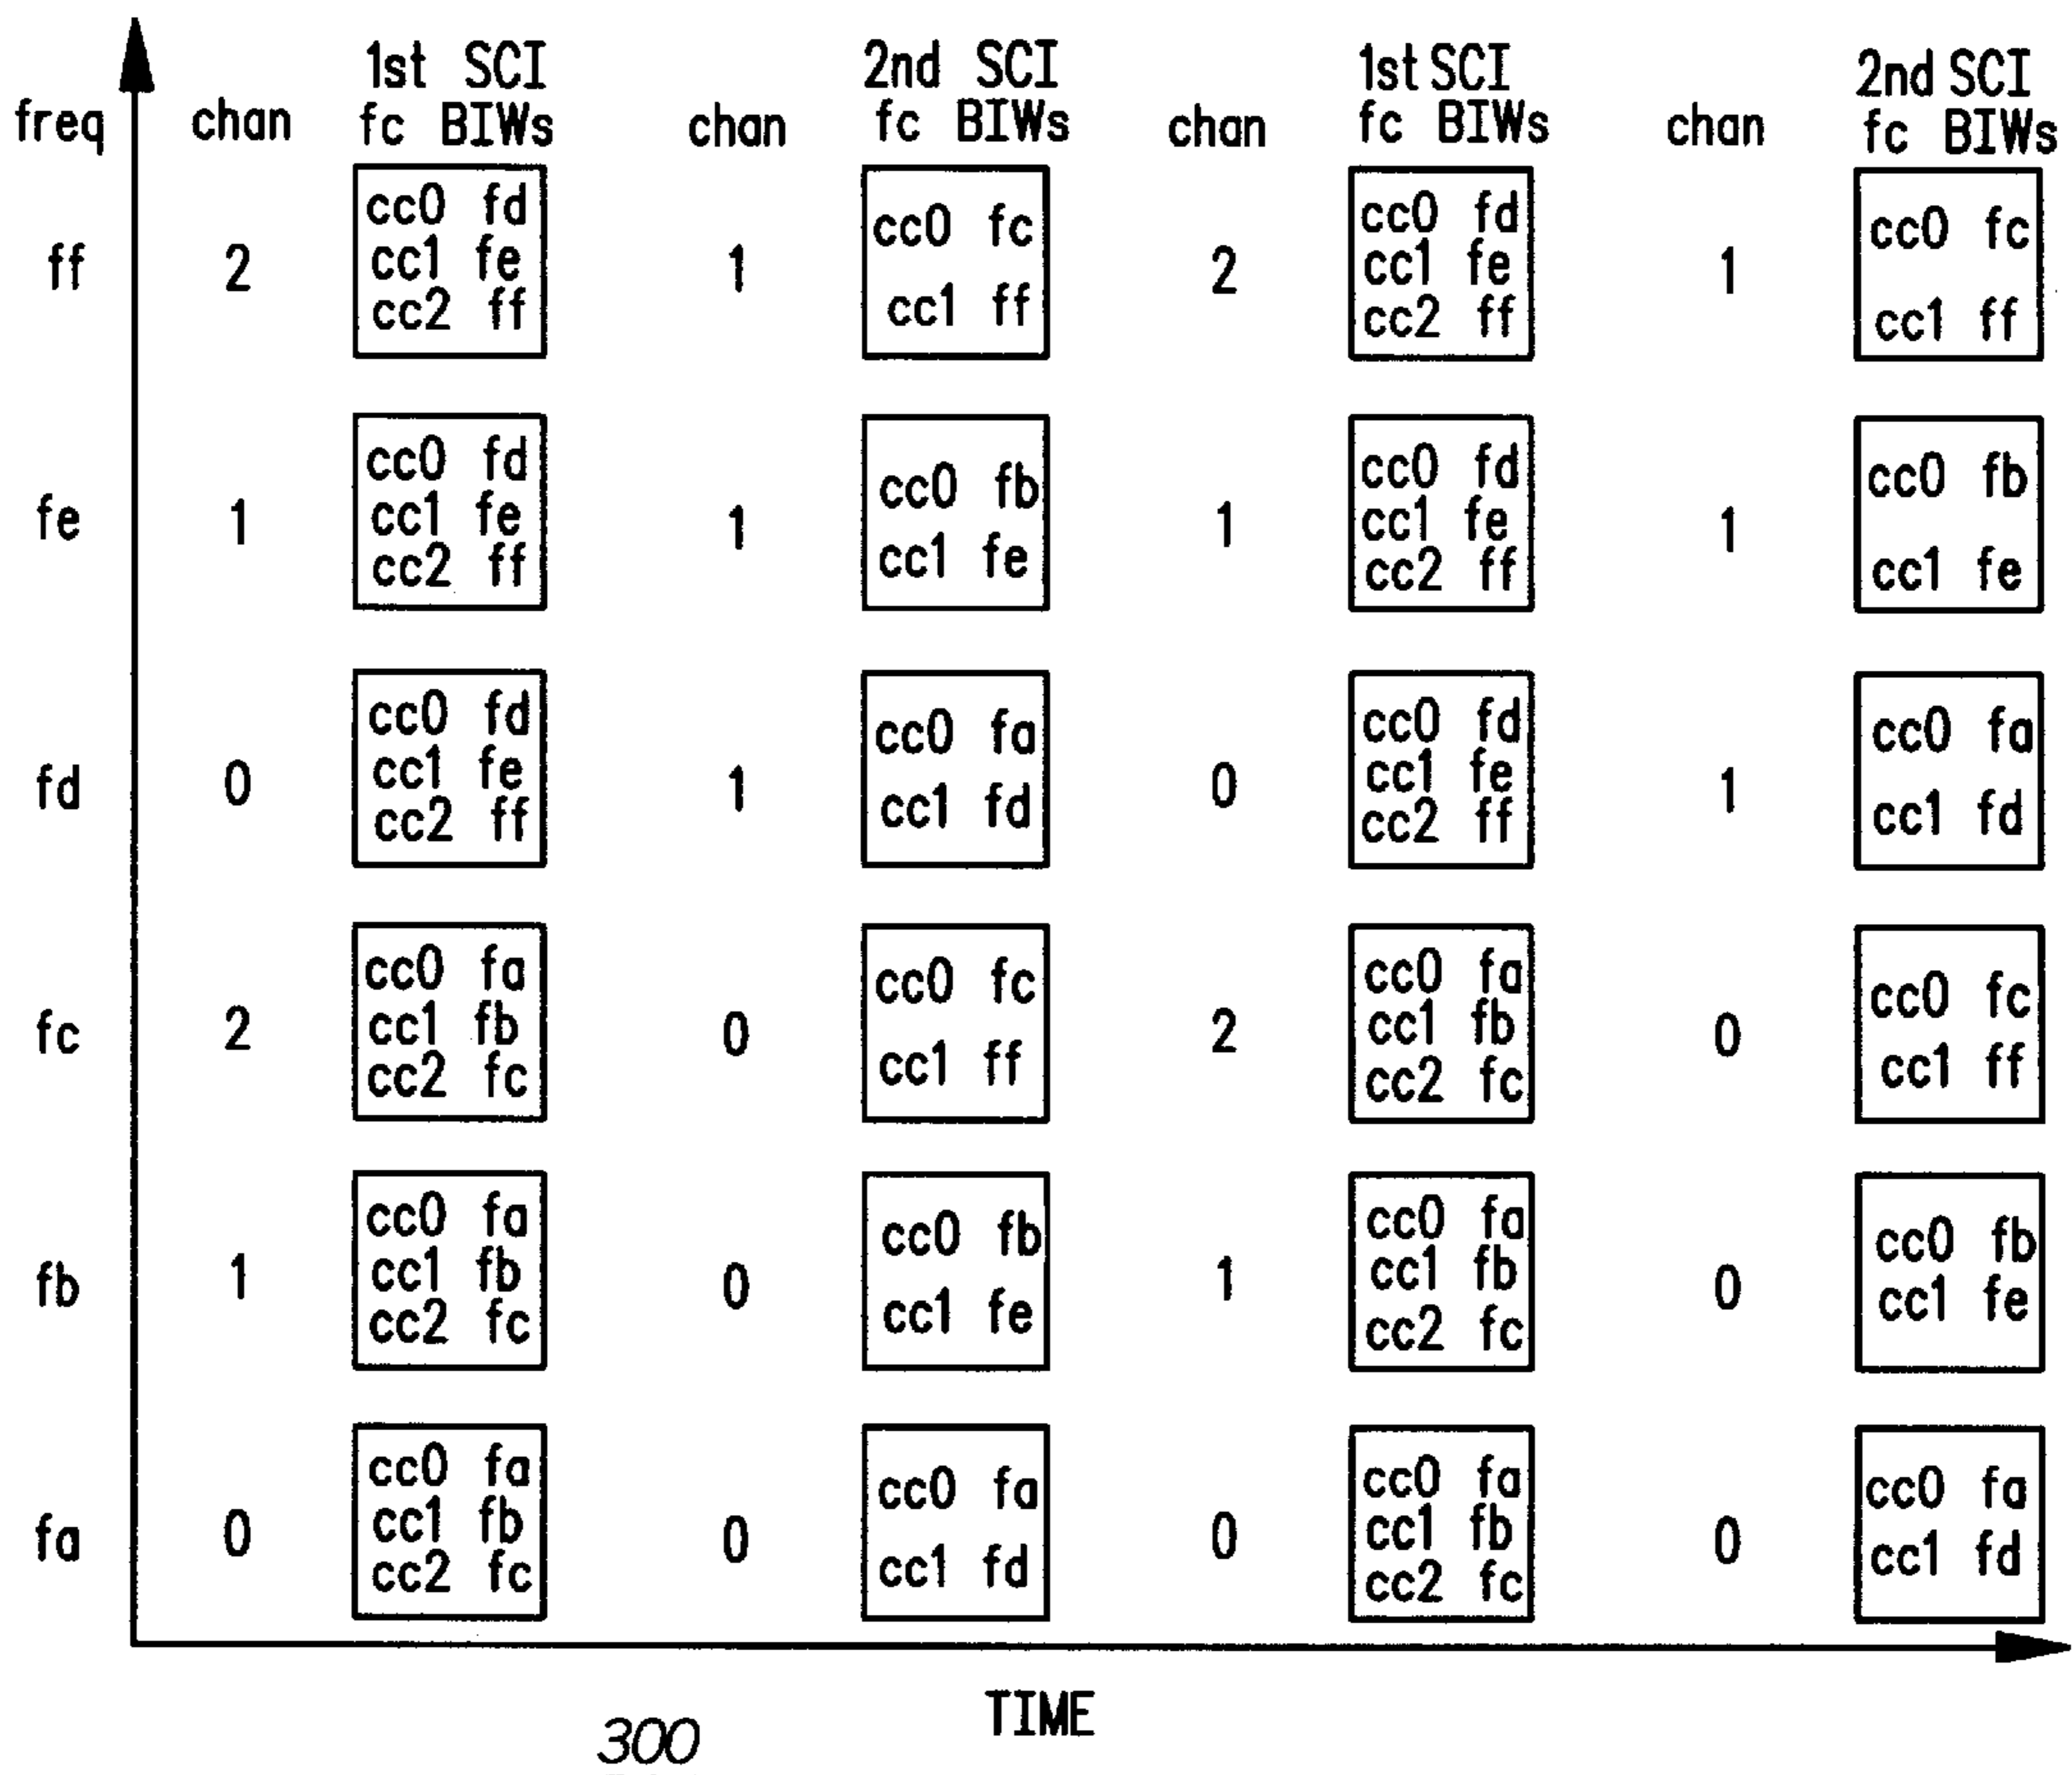 1st SCI 2nd SCI 1st SCI 2nd SCI
freq chan fc BIWs chan fc BIWs chan fc BIWs chan fc BIWs
cc0 fd cc0 fc cc0 fd cc0 fc
ff 2 cc1 fe 1 2 cc1 fe 1
cc2 ff cc1 ff cc2 ff cc1 ff
cc0 fd cc0 fb cc0 fd cc0 fb
fe 1 cc1 fe 1 1 cc1 fe 1
cc2 ff cc1 fe cc2 ff cc1 fe
cc0 fd cc0 fa cc0 fd cc0 fa
fd 0 cc1 fe 1 0 cc1 fe 1
cc2 ff cc1 fd cc2 ff cc1 fd
cc0 fa cc0 fc cc0 fa cc0 fc
fc 2 cc1 fb 0 2 cc1 fb 0
cc2 fc cc1 ff cc2 fc cc1 ff
cc0 fa cc0 fb cc0 fa cc0 fb
fb 1 cc1 fb 0 1 cc1 fb 0
cc2 fc cc1 fe cc2 fc cc1 fe
cc0 fa cc0 fa cc0 fa cc0 fa
fa 0 cc1 fb 0 0 cc1 fb 0
cc2 fc cc1 fd cc2 fc cc1 fd
TIME
300